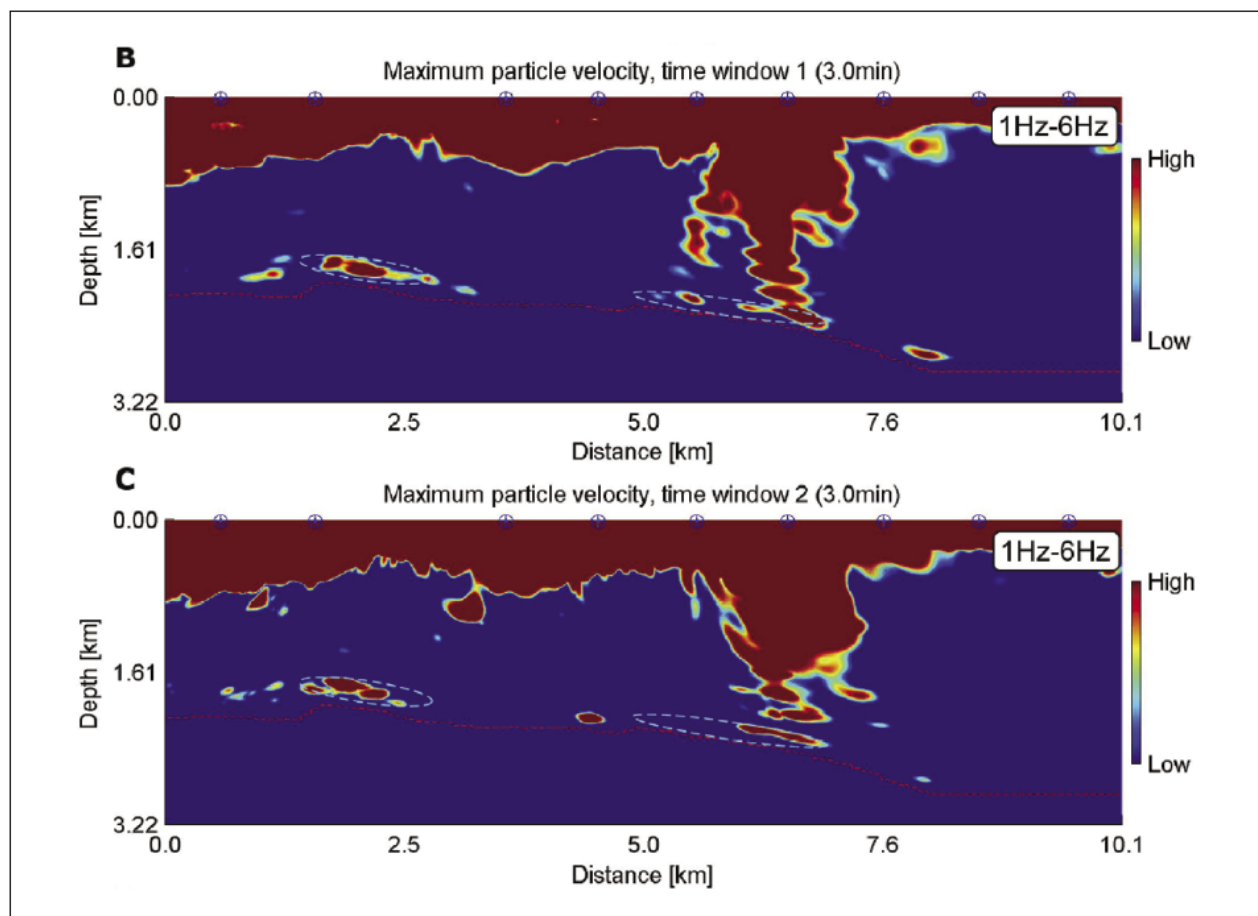 B
Maximum particle velocity, time window 1 (3.0min)
0.00
1Hz-6Hz
High
1.61
Depth [km]
Low
3.22
0.0 2.5 5.0 7.6 10.1
Distance [km]
C
Maximum particle velocity, time window 2 (3.0min)
0.00
1Hz-6Hz
High
1.61
Depth [km]
Low
3.22
0.0 2.5 5.0 7.6 10.1
Distance [km]